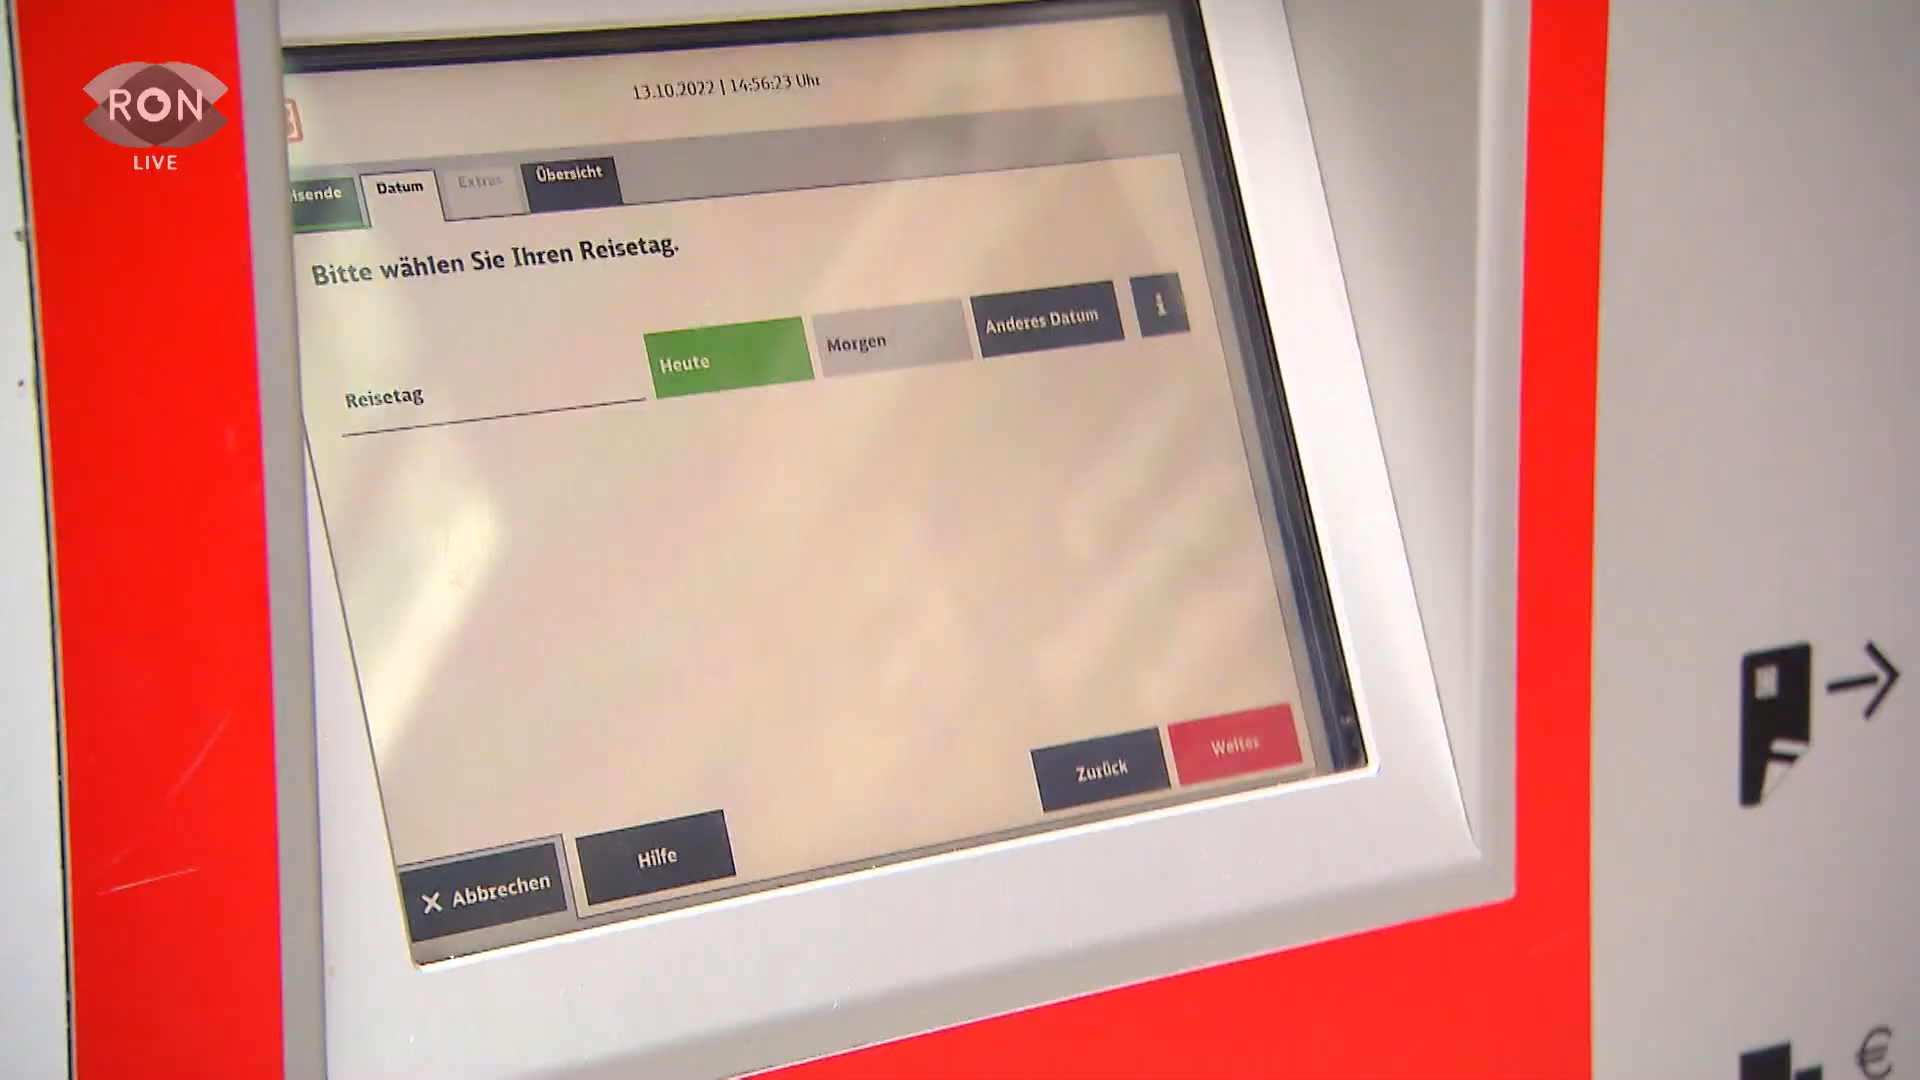 RON
LIVE
13.10.2022 | 14:56:23 Uhr
Datum
Extras
Übersicht
Bitte wählen Sie Ihren Reisetag.
Reisetag
Heute
Morgen
Anderes Datum
i
Zurück
Weiter
X Abbrechen
Hilfe
€